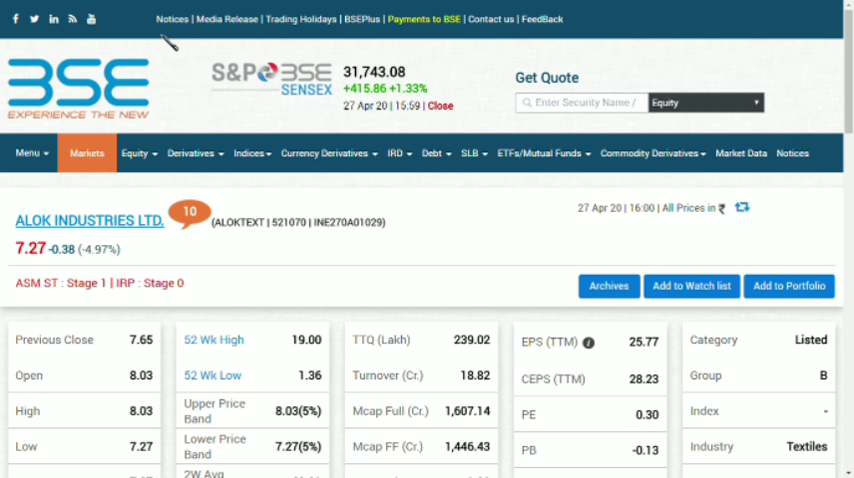 Notices | Media Release | Trading Holidays | BSEPlus | Payments to BSE | Contact us | FeedBack
BSE
EXPERIENCE THE NEW
S&P BSE
SENSEX
31,743.08
+415.86 +1.33%
27 Apr 20 | 15:59 | Close
Get Quote
Enter Security Name /
Equity
Menu
Markets
Equity
Derivatives
Indices
Currency Derivatives
IRD
Debt
SLB
ETFs/Mutual Funds
Commodity Derivatives
Market Data
Notices
ALOK INDUSTRIES LTD.
10
(ALOKTEXT | 521070 | INE270A01029)
27 Apr 20 | 16:00 | All Prices in ₹
7.27 -0.38 (-4.97%)
ASM ST : Stage 1 | IRP : Stage 0
Archives
Add to Watch list
Add to Portfolio
Previous Close 7.65
Open 8.03
High 8.03
Low 7.27
52 Wk High 19.00
52 Wk Low 1.36
Upper Price
Band 8.03(5%)
Lower Price
Band 7.27(5%)
2W Avg
TTQ (Lakh) 239.02
Turnover (Cr.) 18.82
Mcap Full (Cr.) 1,607.14
Mcap FF (Cr.) 1,446.43
EPS (TTM) 25.77
CEPS (TTM) 28.23
PE 0.30
PB -0.13
Category Listed
Group B
Index -
Industry Textiles